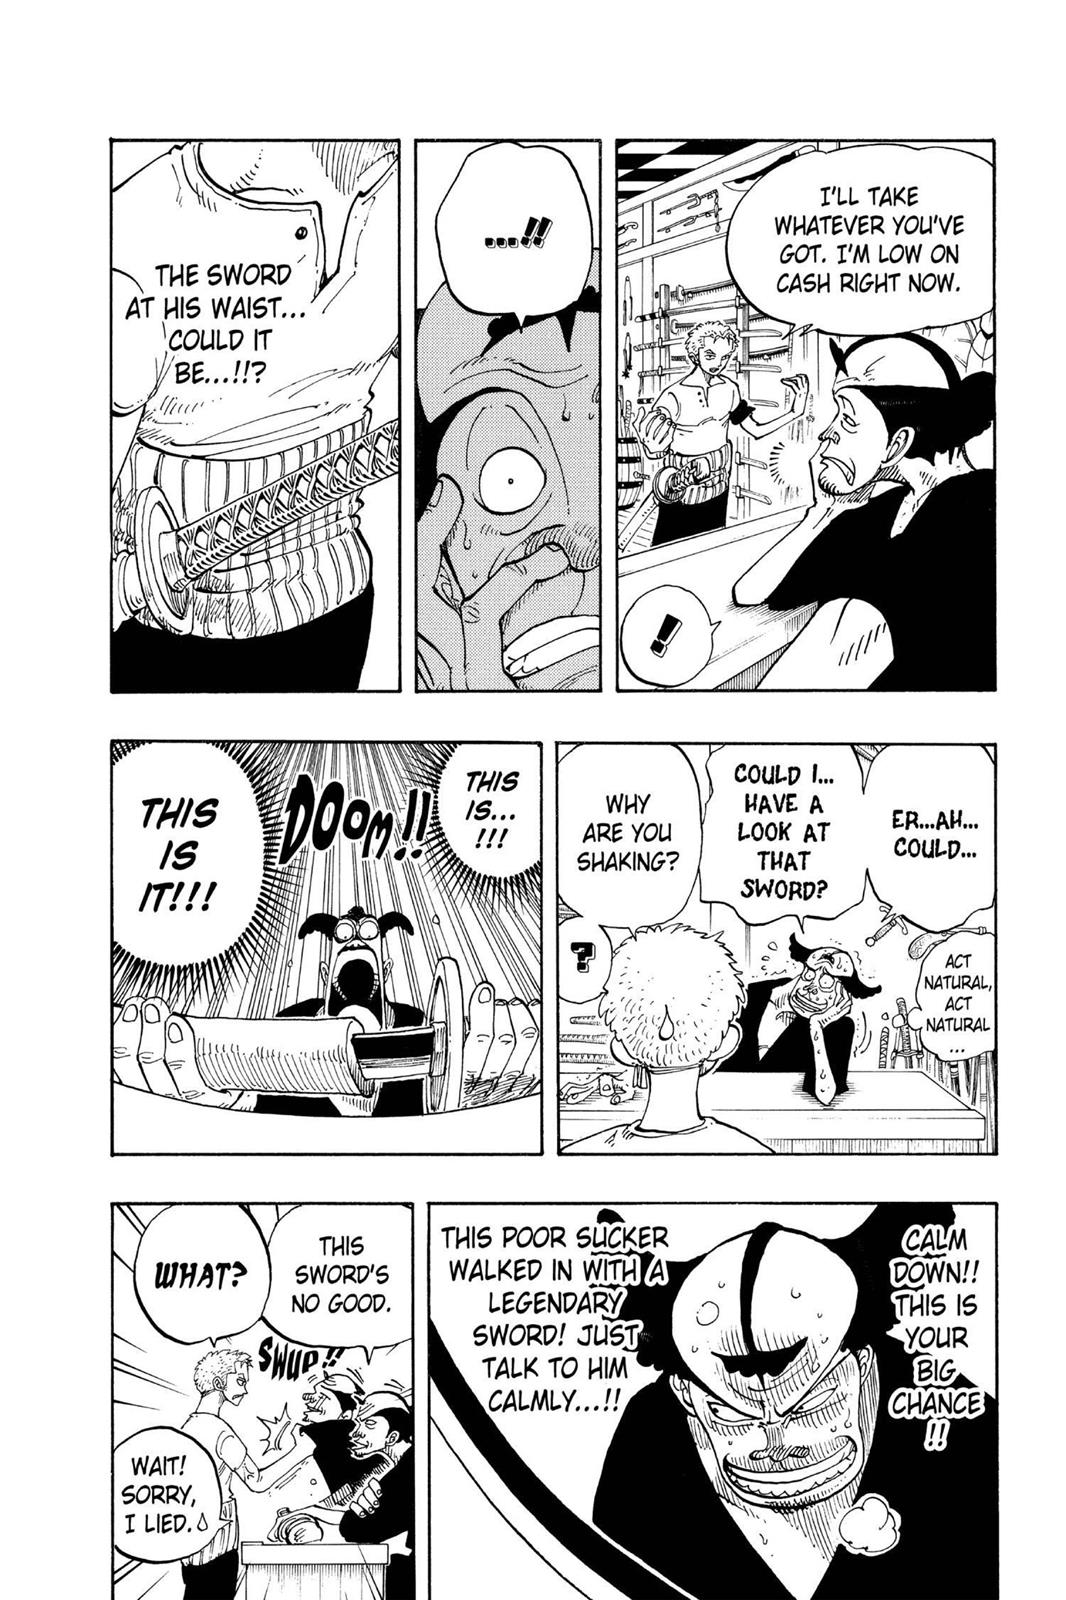 I'LL TAKE
WHATEVER YOU'VE
GOT. I'M LOW ON
CASH RIGHT NOW.
!
....!!
THE SWORD
AT HIS WAIST...
COULD IT
BE...!!?
ER...AH...
COULD...
COULD I...
HAVE A
LOOK AT
THAT
SWORD?
ACT
NATURAL,
ACT
NATURAL
...
WHY
ARE YOU
SHAKING?
?
THIS
IS...
!!!
DOOM!!
THIS
IS
IT!!!
CALM
DOWN!!
THIS IS
YOUR
BIG
CHANCE
!!
THIS POOR SUCKER
WALKED IN WITH A
LEGENDARY
SWORD! JUST
TALK TO HIM
CALMLY...!!
THIS
SWORD'S
NO GOOD.
WHAT?
SWUP!!
WAIT!
SORRY,
I LIED.